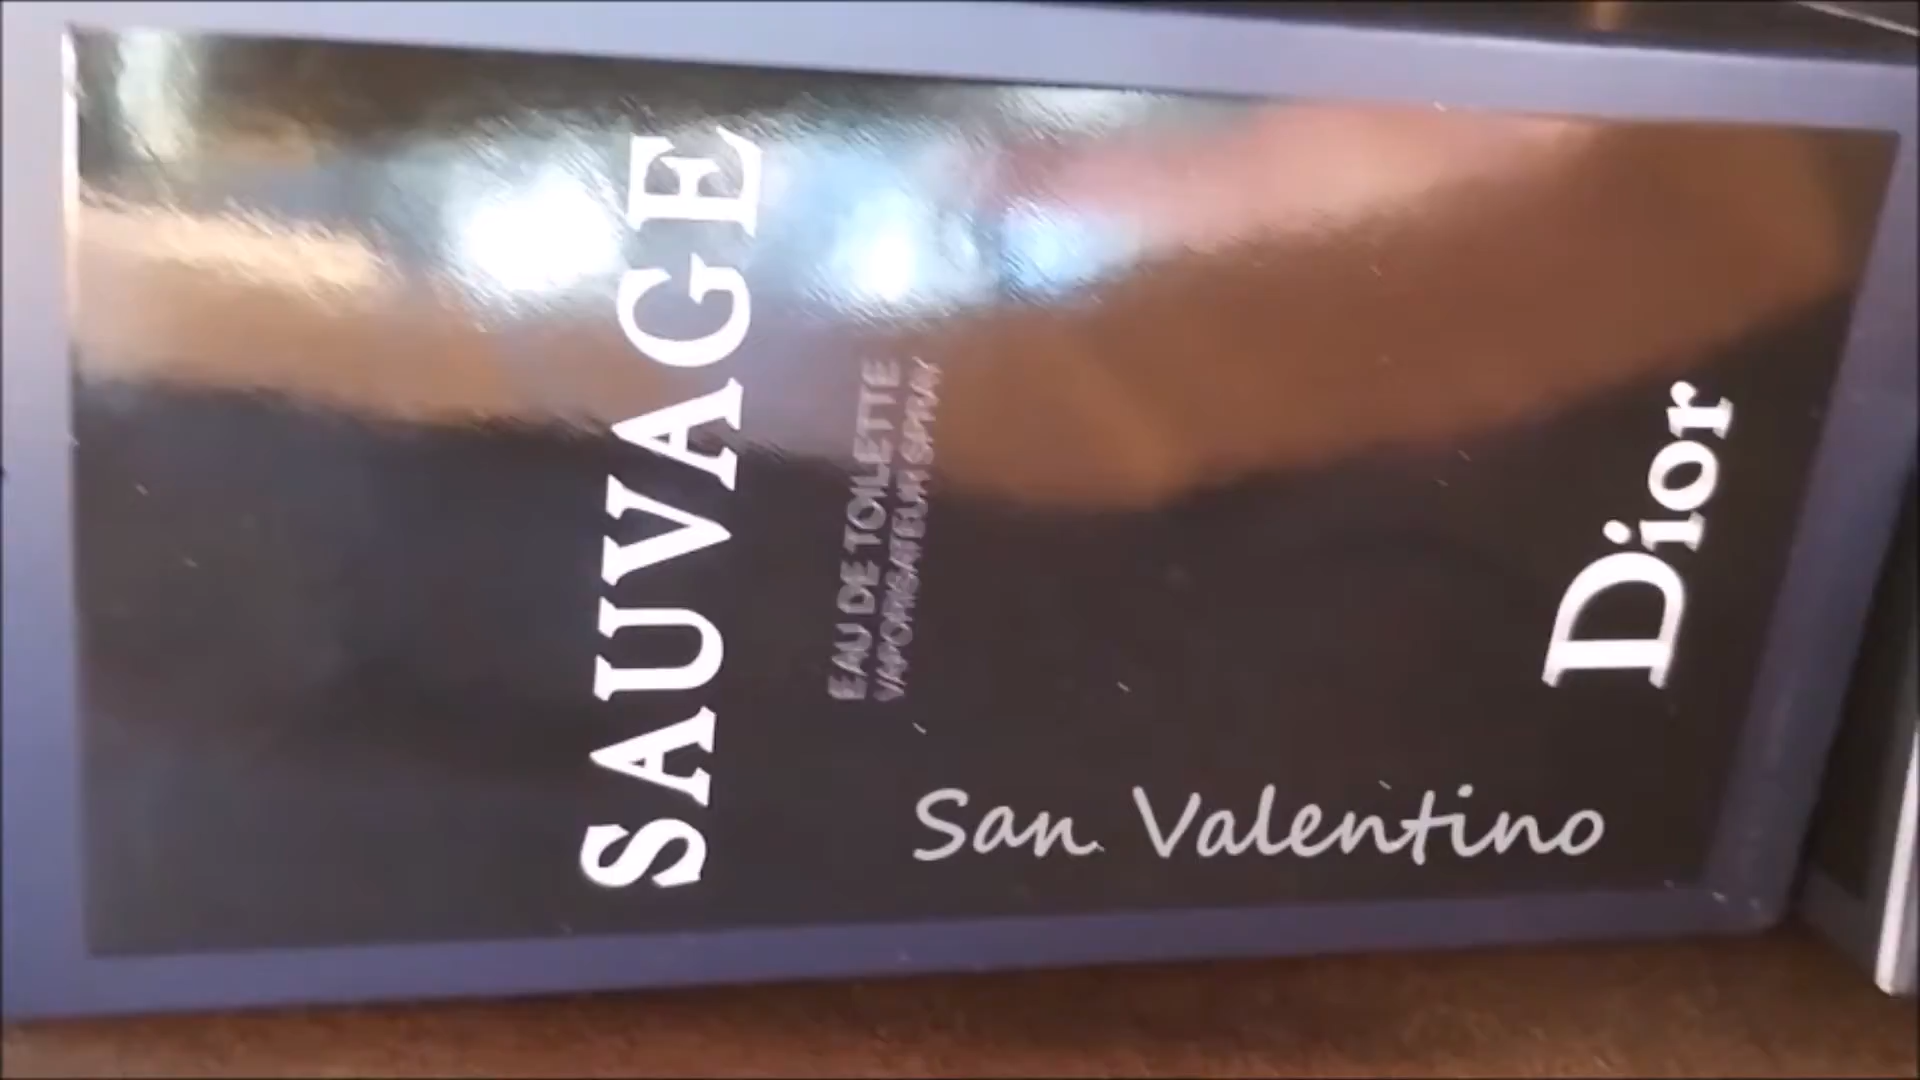 SAUVAGE
EAU DE TOILETTE
VAPORISATEUR SPRAY
Dior
San Valentino